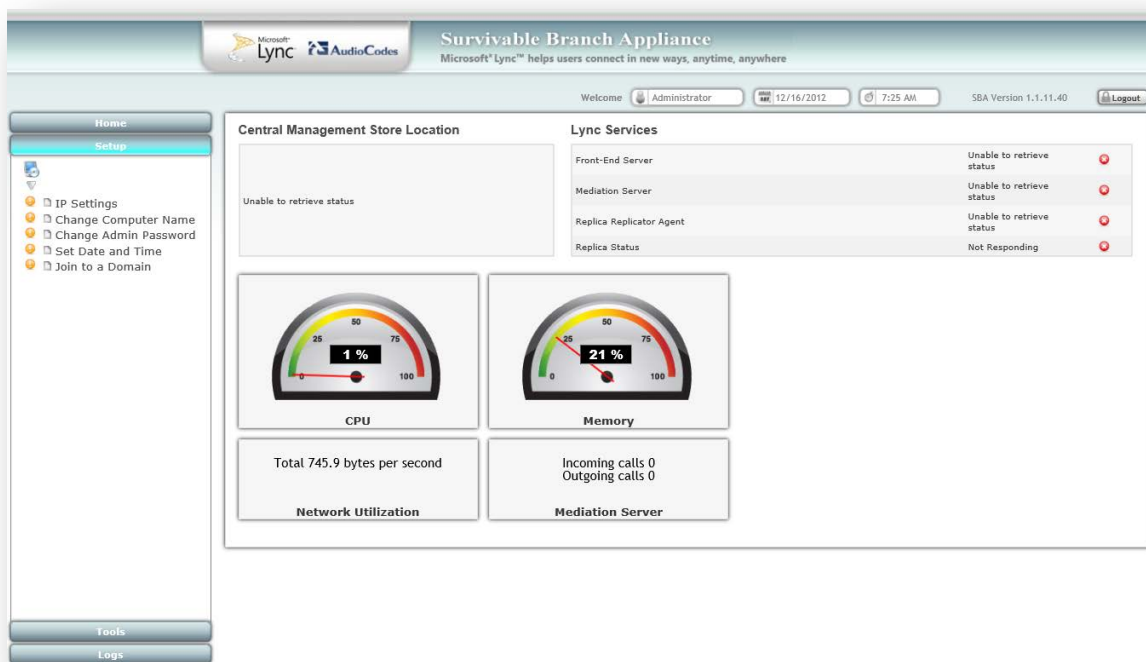 Microsoft®
Lync
AudioCodes
Survivable Branch Appliance
Microsoft® Lync™ helps users connect in new ways, anytime, anywhere
Welcome Administrator 12/16/2012 7:25 AM SBA Version 1.1.11.40 Logout
Home
Setup
IP Settings
Change Computer Name
Change Admin Password
Set Date and Time
Join to a Domain
Tools
Logs
Central Management Store Location
Unable to retrieve status
Lync Services
Front-End Server Unable to retrieve
status
Mediation Server Unable to retrieve
status
Replica Replicator Agent Unable to retrieve
status
Replica Status Not Responding
0 25 50 75 100
1 %
CPU
0 25 50 75 100
21 %
Memory
Total 745.9 bytes per second
Network Utilization
Incoming calls 0
Outgoing calls 0
Mediation Server